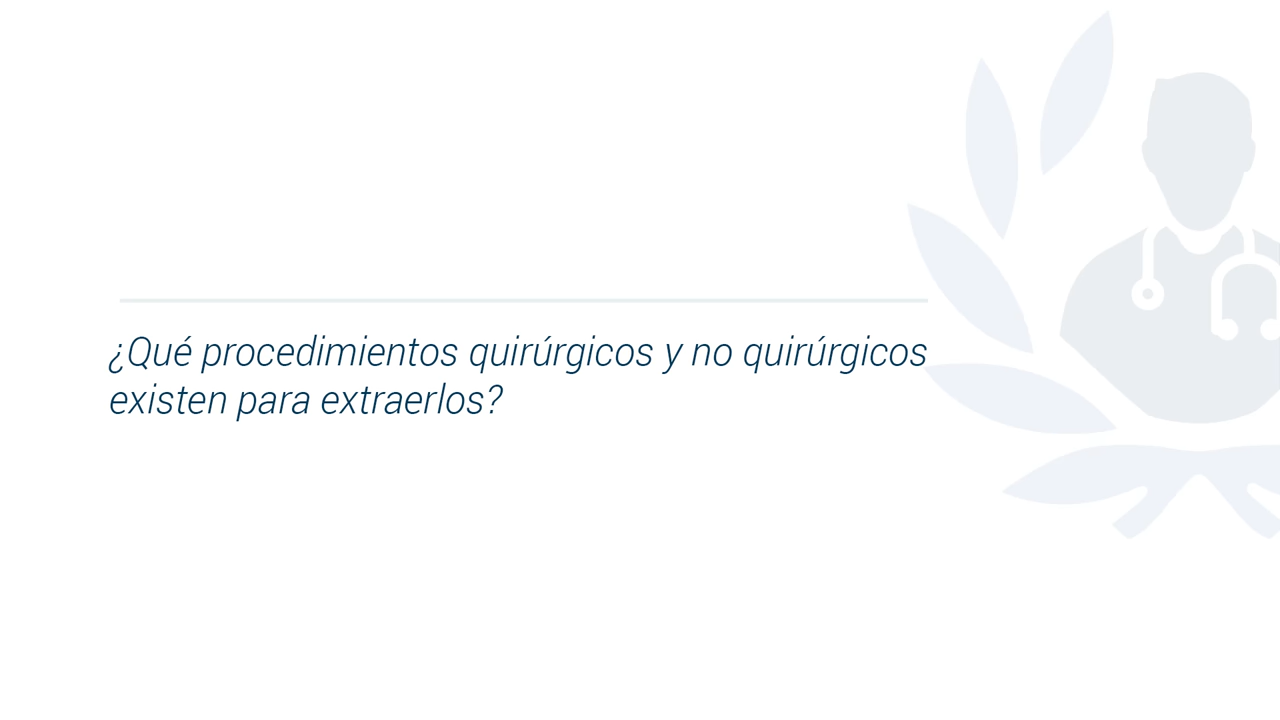 ¿Qué procedimientos quirúrgicos y no quirúrgicos
existen para extraerlos?